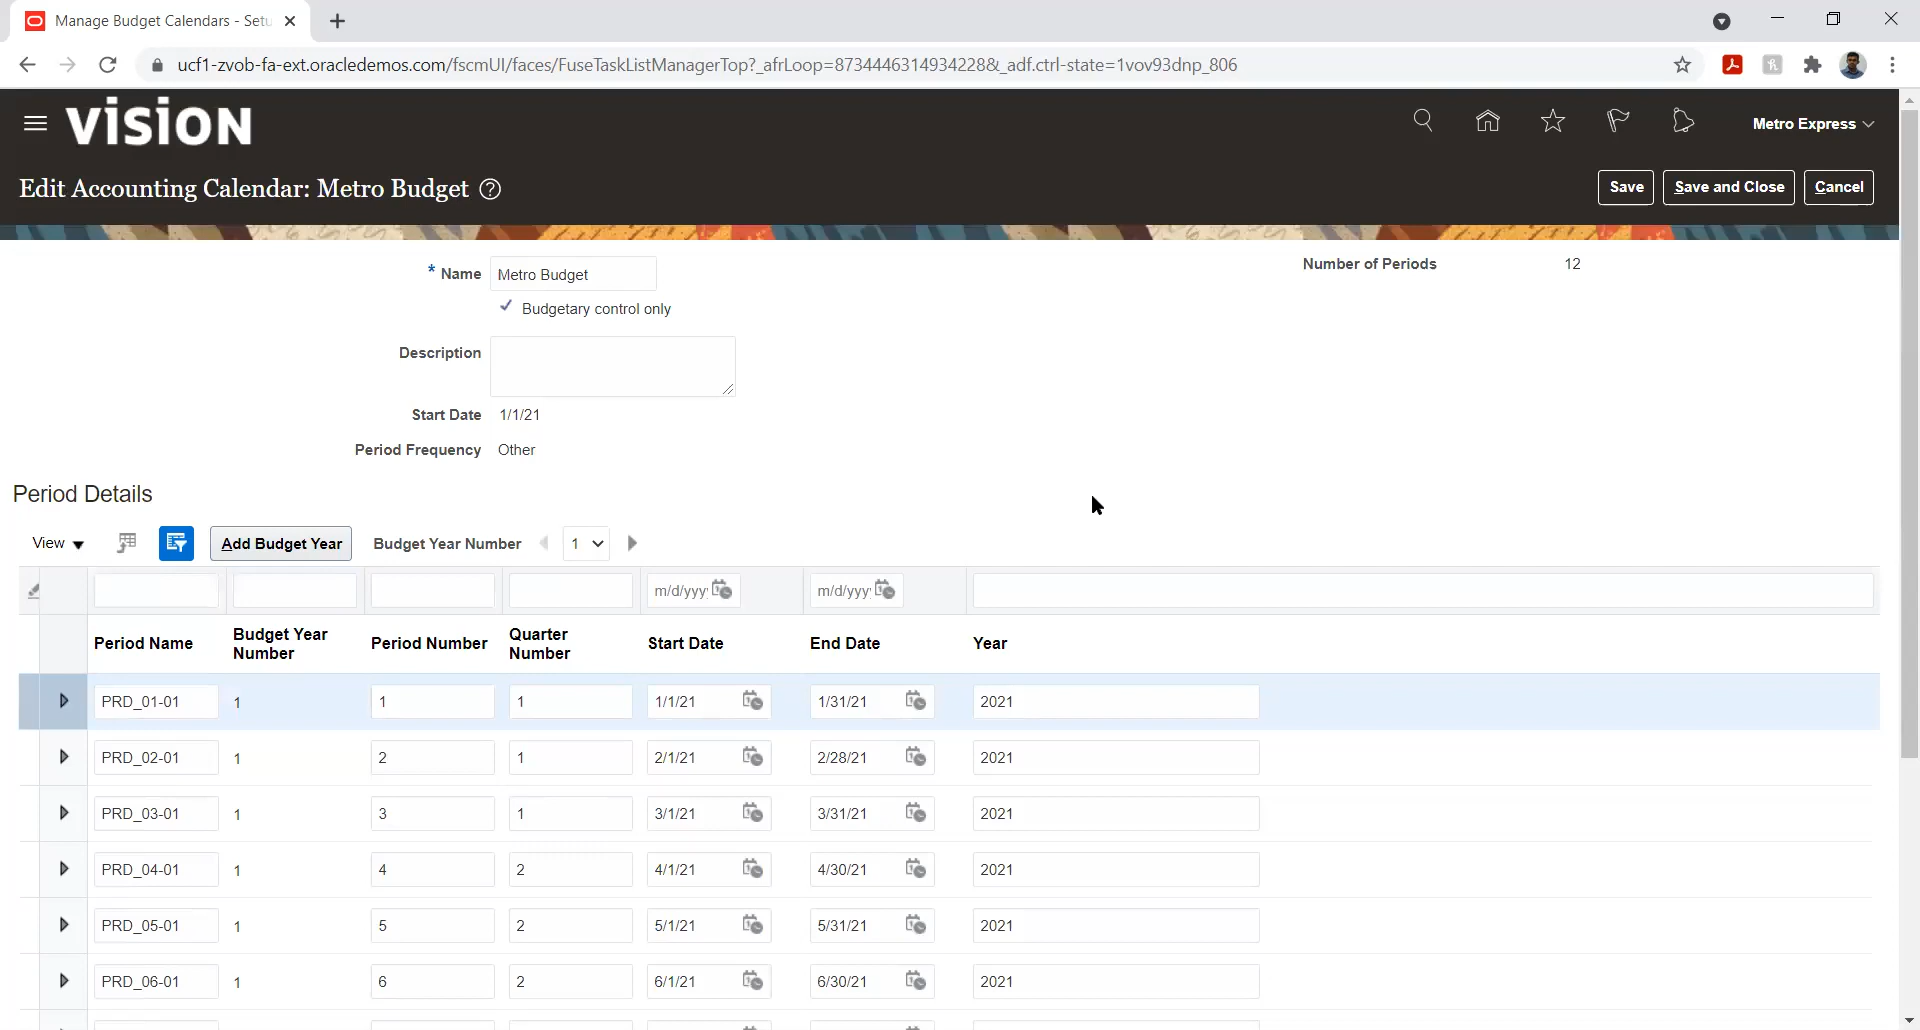 Manage Budget Calendars - Setu
ucf1-zvob-fa-ext.oracledemos.com/fscmUI/faces/FuseTaskListManagerTop?_afrLoop=87344463149342​28&_adf.ctrl-state=1vov93dnp_806
VISION
Metro Express
Edit Accounting Calendar: Metro Budget
Save Save and Close Cancel
* Name Metro Budget
Number of Periods 12
Budgetary control only
Description
Start Date 1/1/21
Period Frequency Other
Period Details
View Add Budget Year Budget Year Number 1
m/d/yyy m/d/yyy
Period Name Budget Year Number Period Number Quarter Number Start Date End Date Year
PRD_01-01 1 1 1 1/1/21 1/31/21 2021
PRD_02-01 1 2 1 2/1/21 2/28/21 2021
PRD_03-01 1 3 1 3/1/21 3/31/21 2021
PRD_04-01 1 4 2 4/1/21 4/30/21 2021
PRD_05-01 1 5 2 5/1/21 5/31/21 2021
PRD_06-01 1 6 2 6/1/21 6/30/21 2021